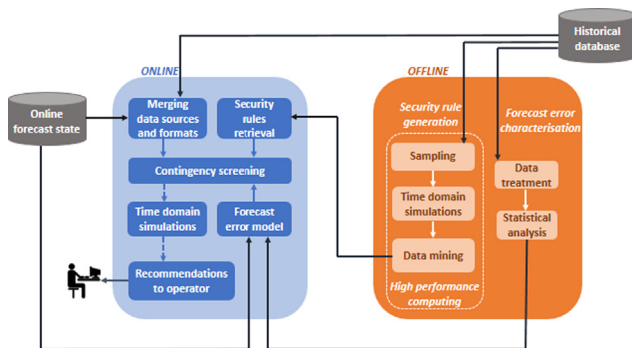 Historical
database
ONLINE
OFFLINE
Online
forecast state
Merging
data sources
and formats
Security
rules
retrieval
Contingency screening
Time domain
simulations
Forecast
error model
Recommendations
to operator
Security rule
generation
Forecast error
characterisation
Sampling
Time domain
simulations
Data mining
High performance
computing
Data
treatment
Statistical
analysis